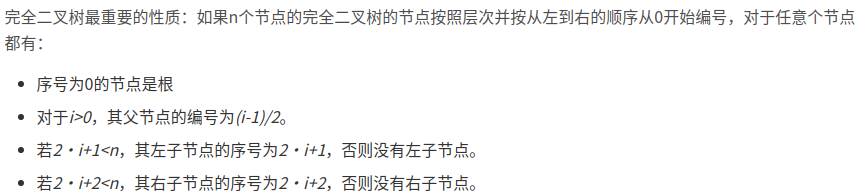 完全二叉树最重要的性质：如果n个节点的完全二叉树的节点按照层次并按从左到右的顺序从0开始编号，对于任意个节点
都有：
• 序号为0的节点是根
• 对于i>0，其父节点的编号为(i-1)/2。
• 若2·i+1<n，其左子节点的序号为2·i+1，否则没有左子节点。
• 若2·i+2<n，其右子节点的序号为2·i+2，否则没有右子节点。